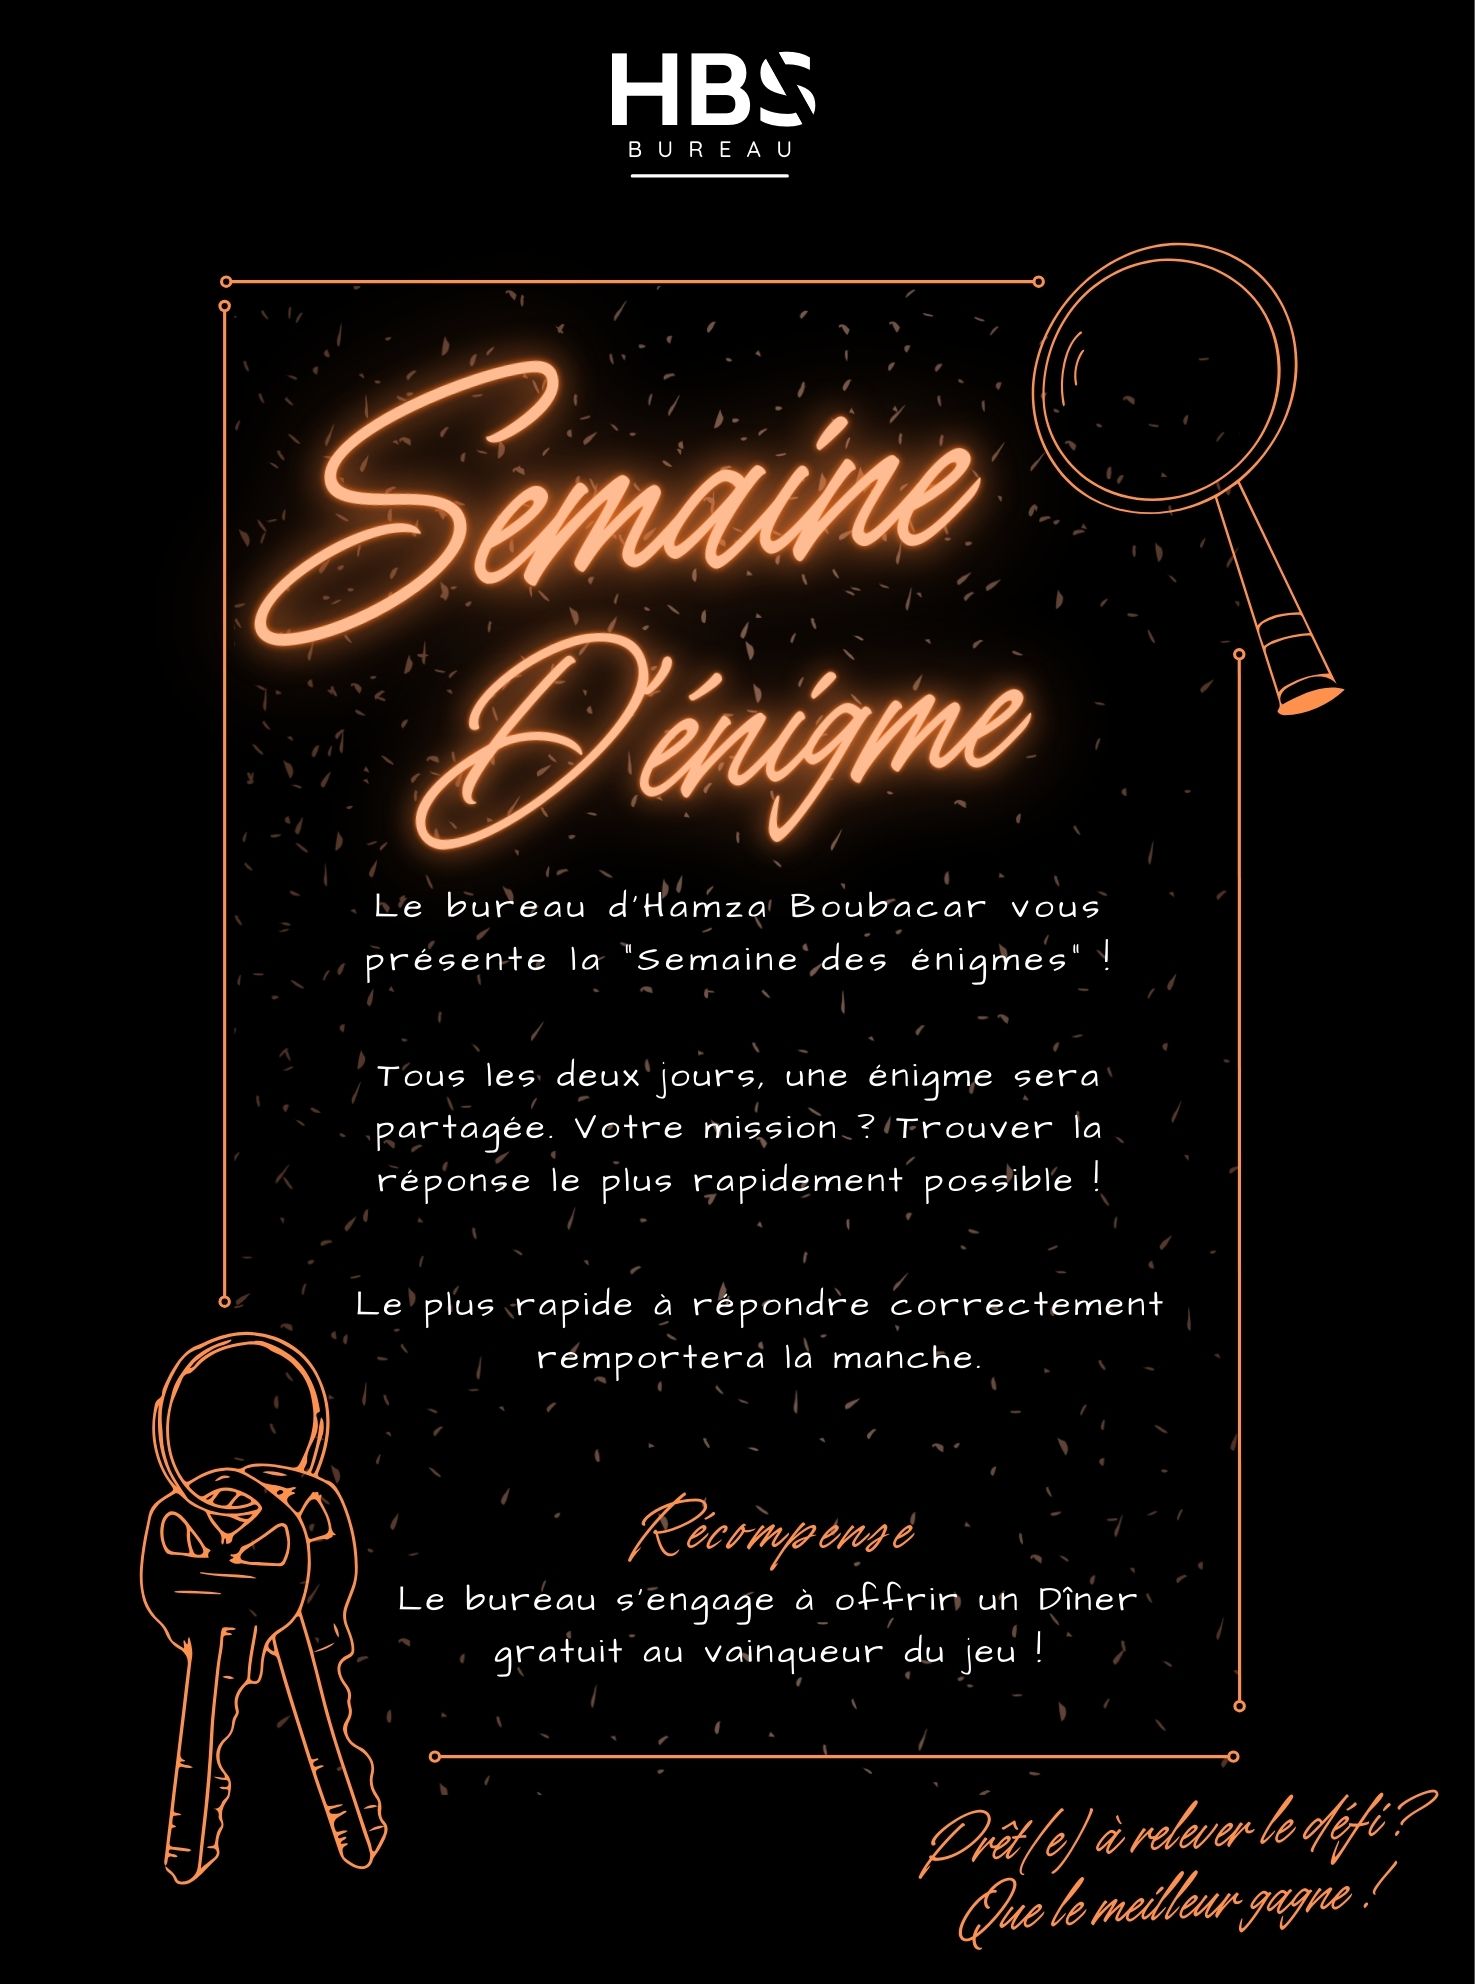 HBS
BUREAU
Semaine
D'énigme
Le bureau d'Hamza Boubacar vous
présente la "Semaine des énigmes" !
Tous les deux jours, une énigme sera
partagée. Votre mission ? Trouver la
réponse le plus rapidement possible !
Le plus rapide à répondre correctement
remportera la manche.
Récompense
Le bureau s'engage à offrir un Dîner
gratuit au vainqueur du jeu !
Prêt(e) à relever le défi ?
Que le meilleur gagne !